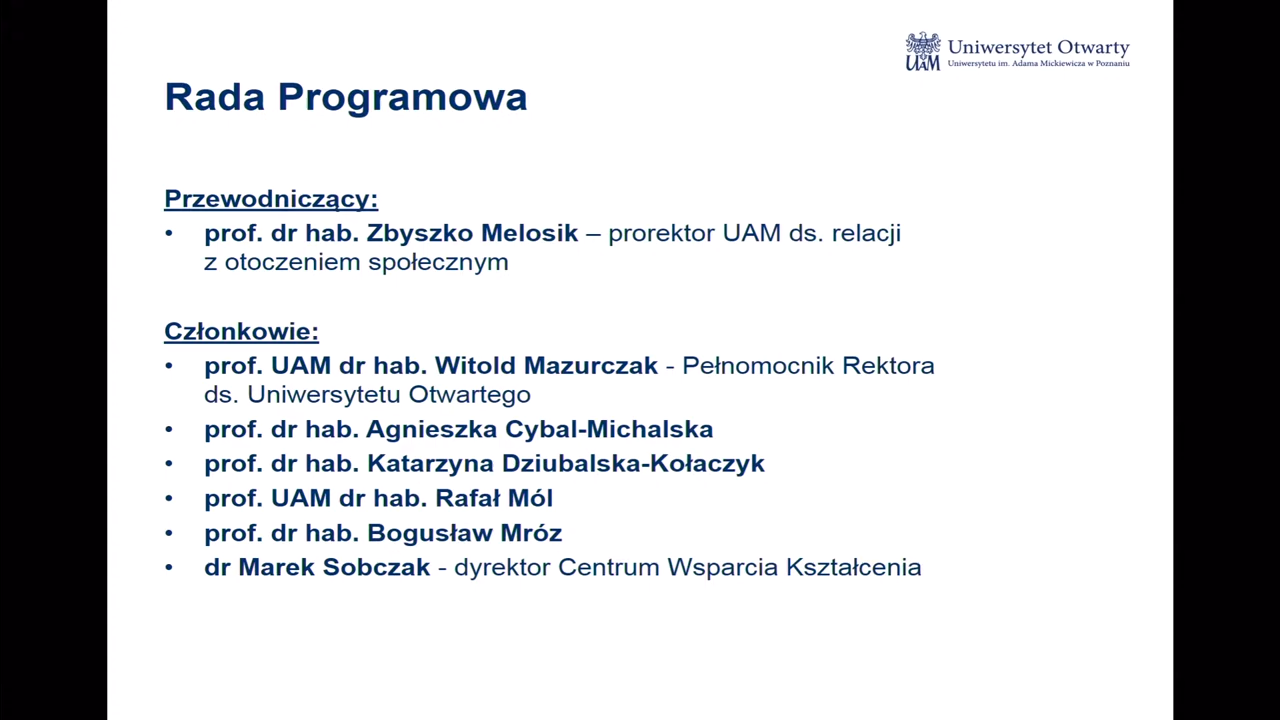 UAM
Uniwersytet Otwarty
Uniwersytetu im. Adama Mickiewicza w Poznaniu
Rada Programowa
Przewodniczący:
• prof. dr hab. Zbyszko Melosik – prorektor UAM ds. relacji
z otoczeniem społecznym
Członkowie:
• prof. UAM dr hab. Witold Mazurczak - Pełnomocnik Rektora
ds. Uniwersytetu Otwartego
• prof. dr hab. Agnieszka Cybal-Michalska
• prof. dr hab. Katarzyna Dziubalska-Kołaczyk
• prof. UAM dr hab. Rafał Mól
• prof. dr hab. Bogusław Mróz
• dr Marek Sobczak - dyrektor Centrum Wsparcia Kształcenia